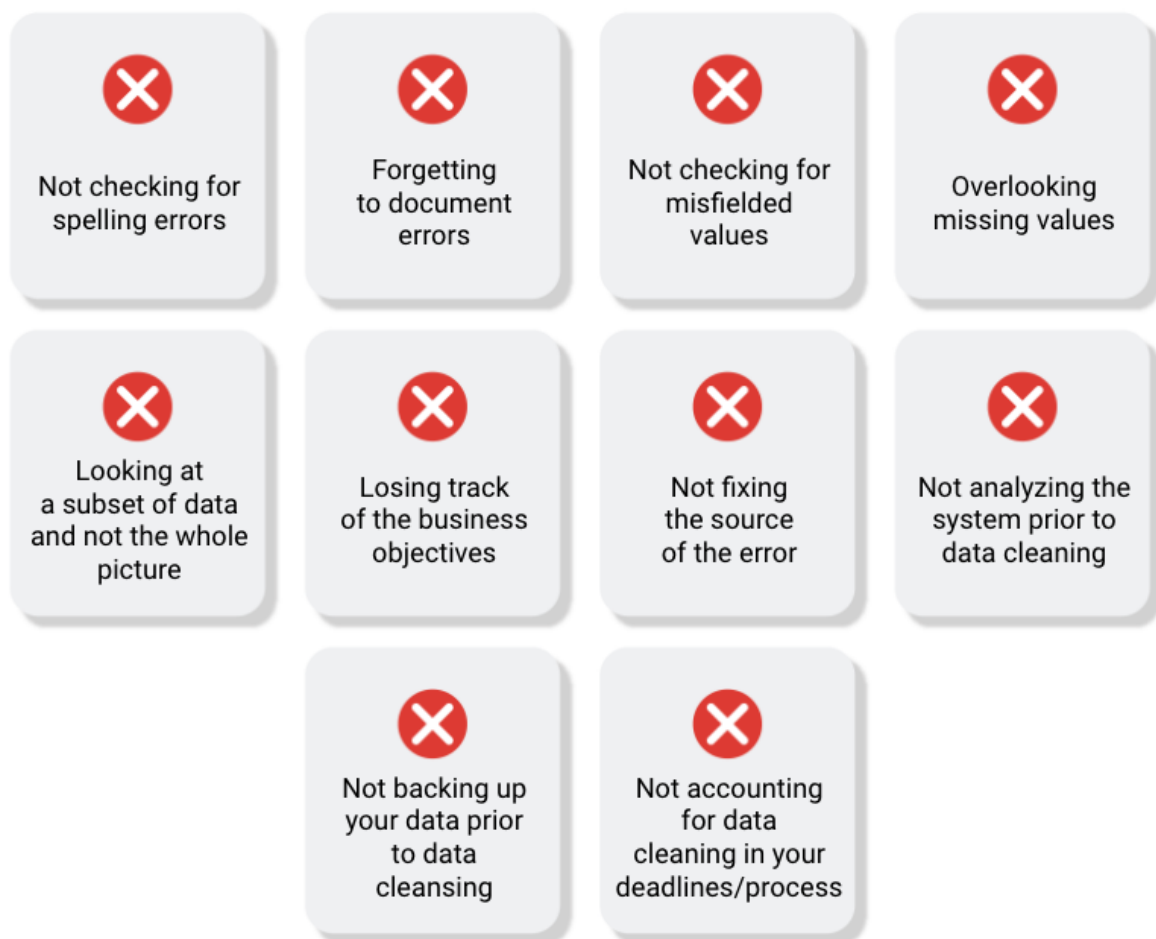 Not checking for
spelling errors
Forgetting
to document
errors
Not checking for
misfielded
values
Overlooking
missing values
Looking at
a subset of data
and not the whole
picture
Losing track
of the business
objectives
Not fixing
the source
of the error
Not analyzing the
system prior to
data cleaning
Not backing up
your data prior
to data
cleansing
Not accounting
for data
cleaning in your
deadlines/process